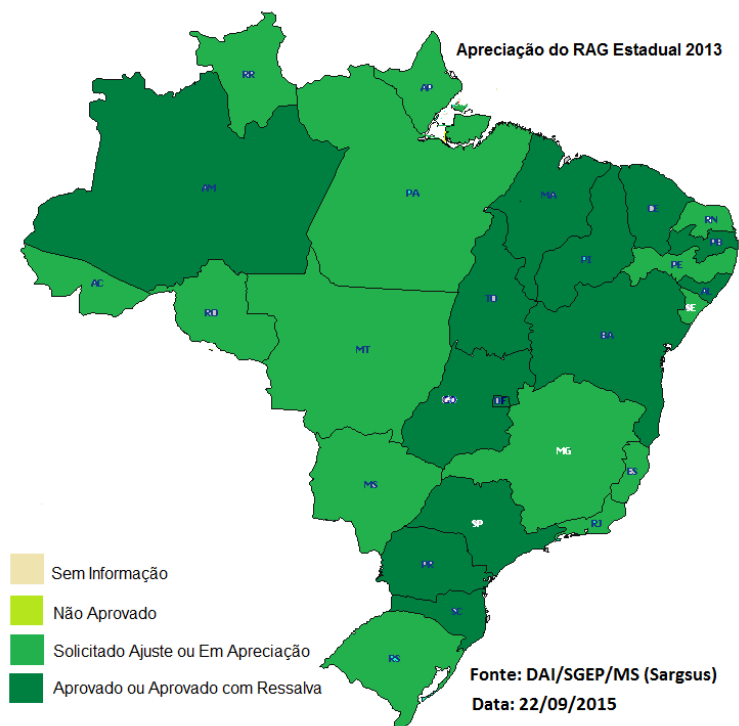 Apreciação do RAG Estadual 2013
RR
AP
AM
PA
MA
CE
RN
PB
PI
PE
AC
AL
TO
SE
RO
BA
MT
GO
DF
MG
MS
ES
SP
RJ
PR
SC
RS
Sem Informação
Não Aprovado
Solicitado Ajuste ou Em Apreciação
Aprovado ou Aprovado com Ressalva
Fonte: DAI/SGEP/MS (Sargsus)
Data: 22/09/2015